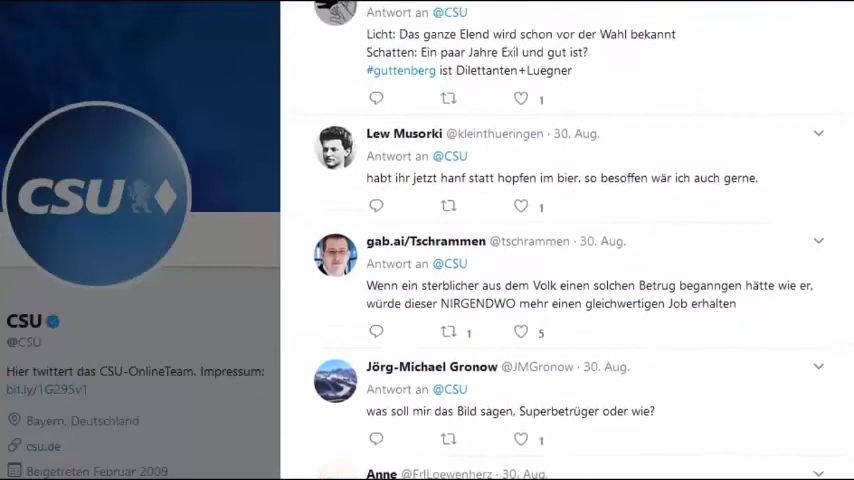 CSU
CSU
@CSU
Hier twittert das CSU-OnlineTeam. Impressum:
bit.ly/1G295v1
Bayern, Deutschland
csu.de
Beigetreten Februar 2009
Antwort an @CSU
Licht: Das ganze Elend wird schon vor der Wahl bekannt
Schatten: Ein paar Jahre Exil und gut ist?
#guttenberg ist Dilettanten+Luegner
1
Lew Musorki @kleinthueringen · 30. Aug.
Antwort an @CSU
habt ihr jetzt hanf statt hopfen im bier. so besoffen wär ich auch gerne.
1
gab.ai/Tschrammen @tschrammen · 30. Aug.
Antwort an @CSU
Wenn ein sterblicher aus dem Volk einen solchen Betrug beganngen hätte wie er,
würde dieser NIRGENDWO mehr einen gleichwertigen Job erhalten
1 5
Jörg-Michael Gronow @JMGronow · 30. Aug.
Antwort an @CSU
was soll mir das Bild sagen, Superbetrüger oder wie?
1
Anne @FrlLoewenherz · 30. Aug.